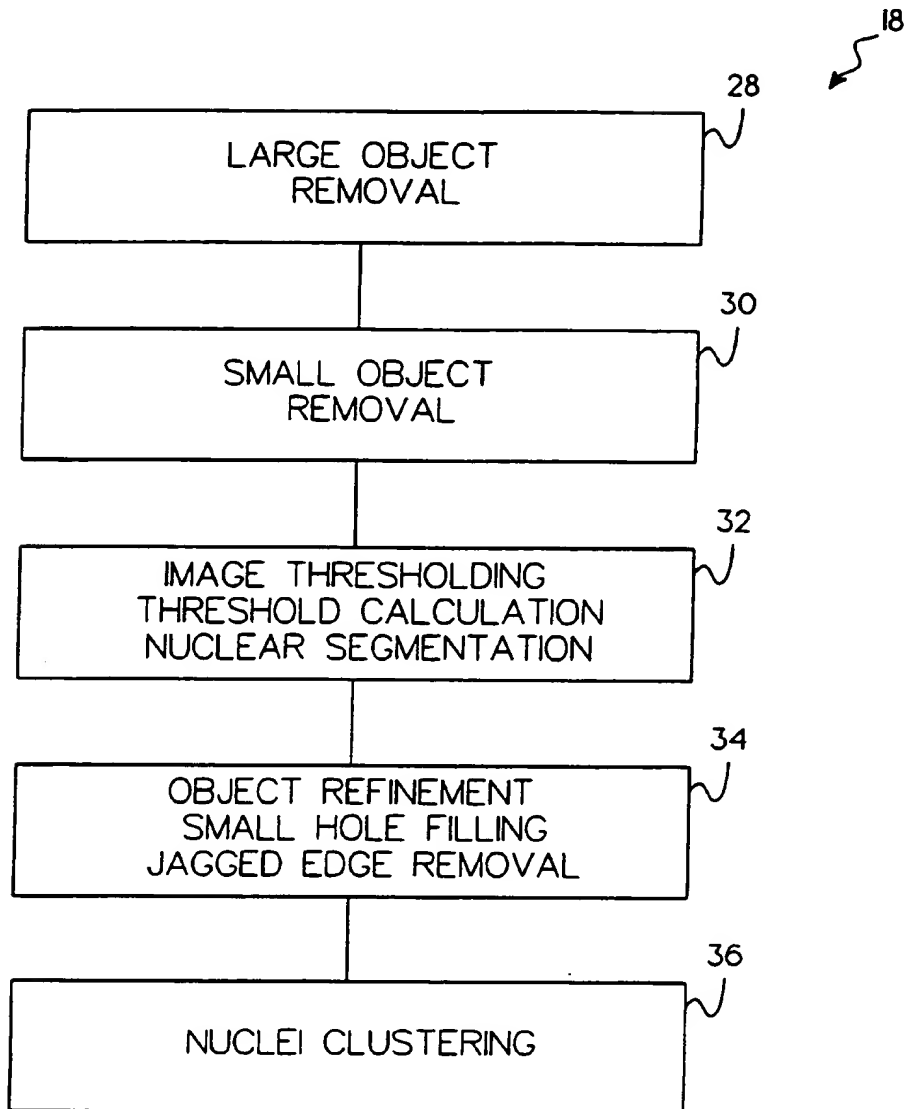 18
28
LARGE OBJECT
REMOVAL
30
SMALL OBJECT
REMOVAL
32
IMAGE THRESHOLDING
THRESHOLD CALCULATION
NUCLEAR SEGMENTATION
34
OBJECT REFINEMENT
SMALL HOLE FILLING
JAGGED EDGE REMOVAL
36
NUCLEI CLUSTERING